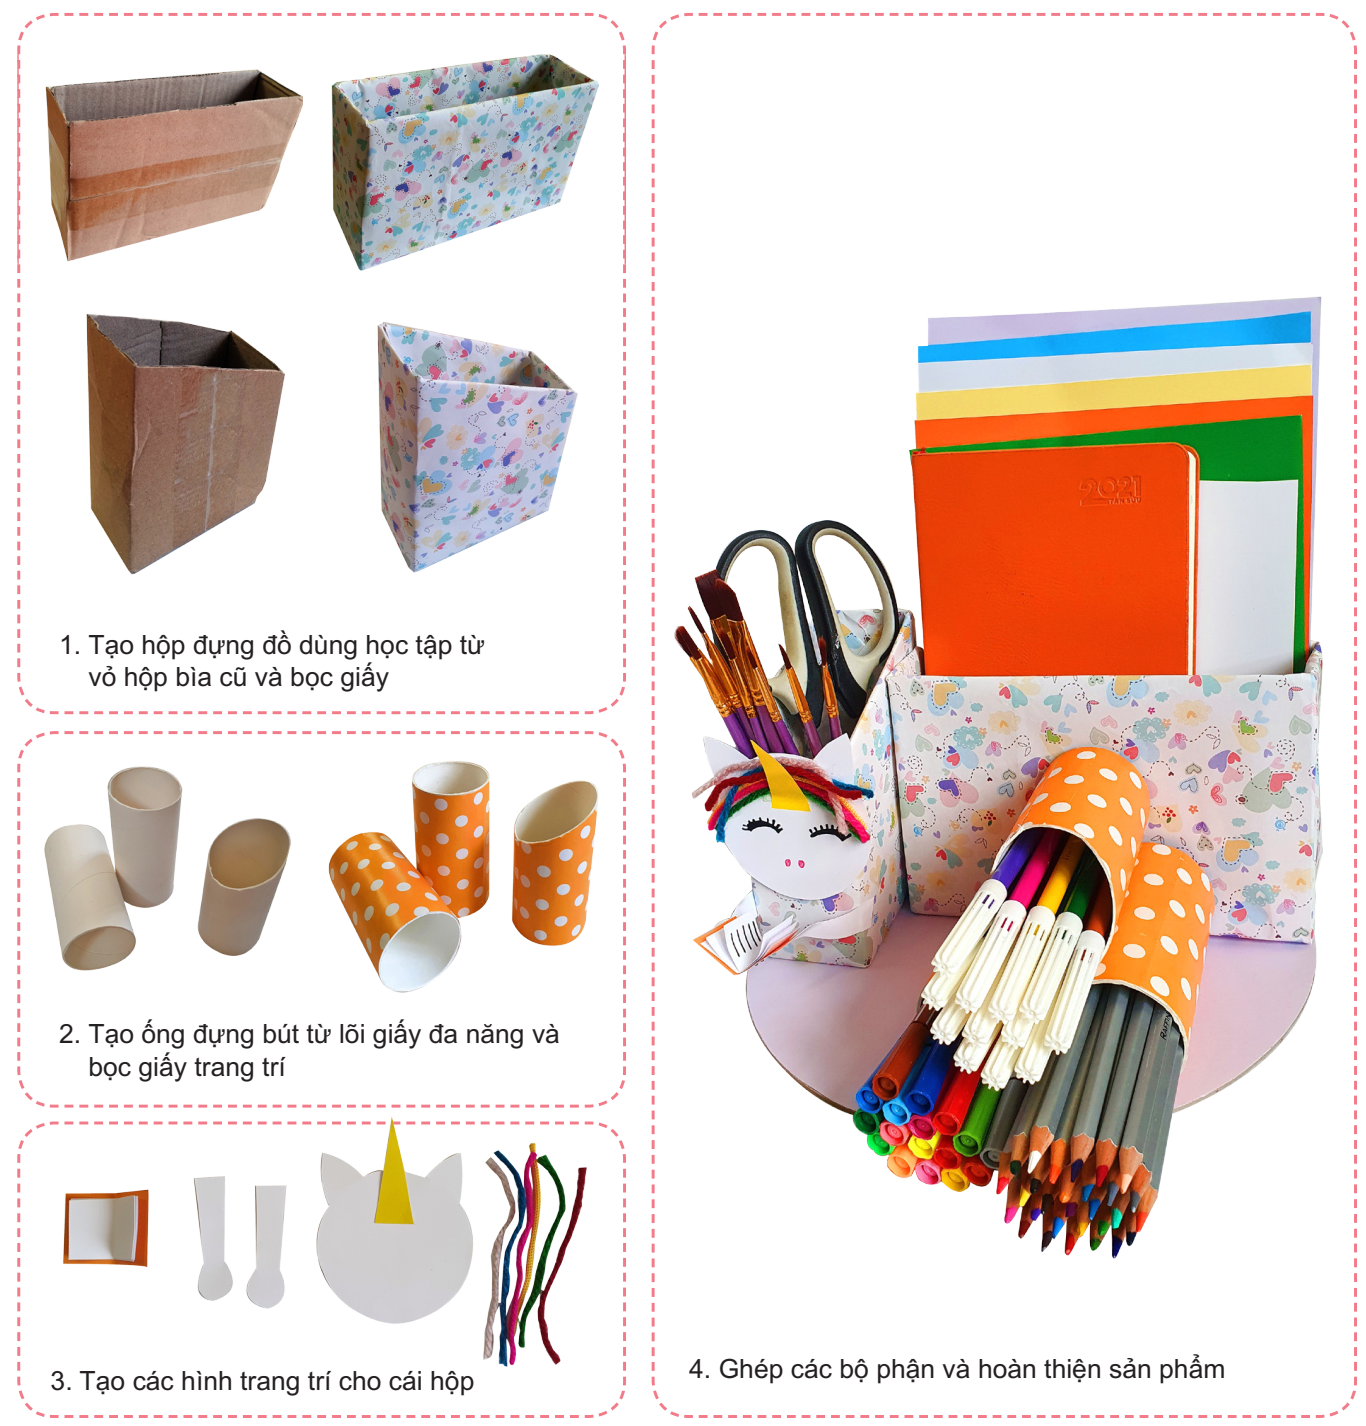 1. Tạo hộp đựng đồ dùng học tập từ
vỏ hộp bìa cũ và bọc giấy
2. Tạo ống đựng bút từ lõi giấy đa năng và
bọc giấy trang trí
3. Tạo các hình trang trí cho cái hộp
2021
4. Ghép các bộ phận và hoàn thiện sản phẩm